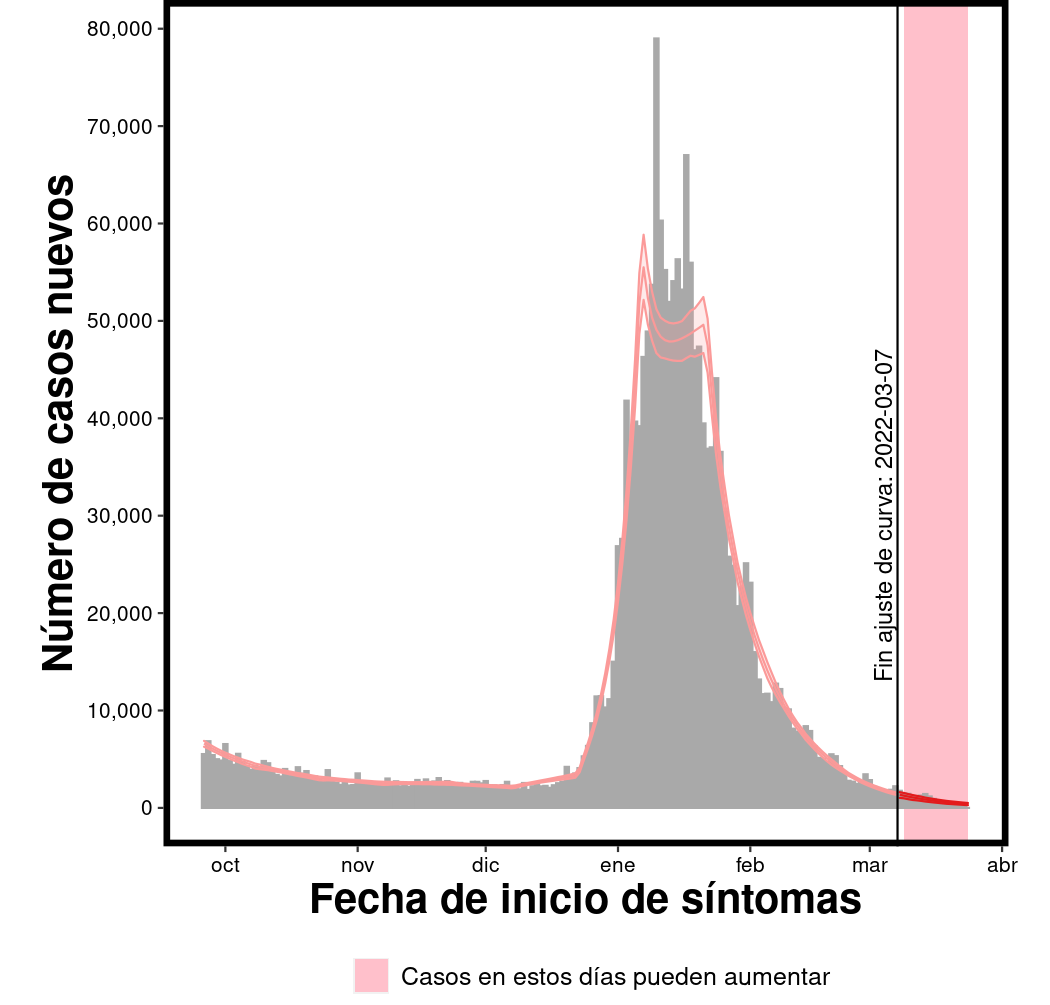 80,000
70,000
60,000
50,000
40,000
30,000
20,000
10,000
0
Número de casos nuevos
Fin ajuste de curva: 2022-03-07
oct
nov
dic
ene
feb
mar
abr
Fecha de inicio de síntomas
Casos en estos días pueden aumentar